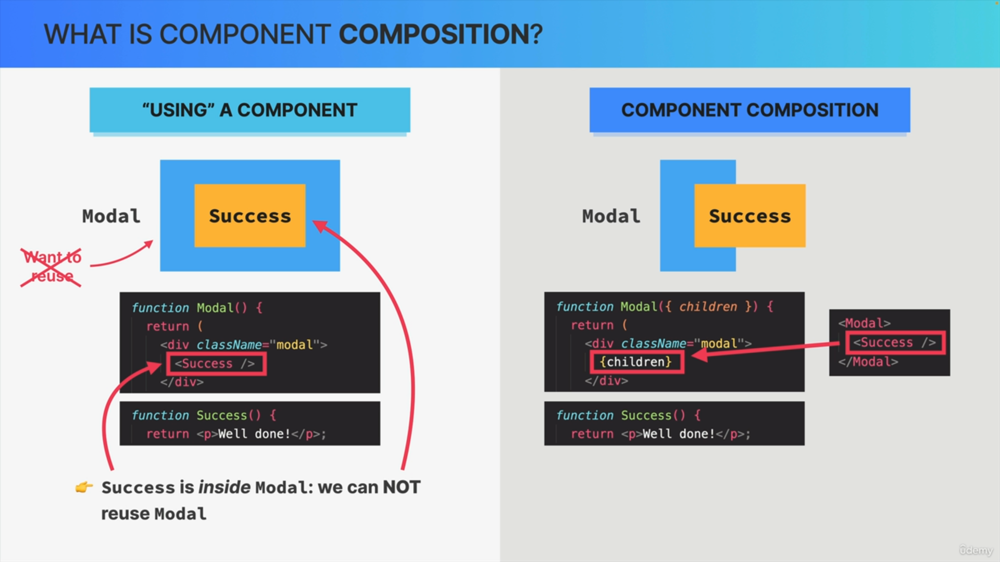 WHAT IS COMPONENT COMPOSITION?
“USING” A COMPONENT
Modal
Success
Want to
reuse
function Modal() {
return (
<div className="modal">
<Success />
</div>
function Success() {
return <p>Well done!</p>;
👉 Success is inside Modal: we can NOT
reuse Modal
COMPONENT COMPOSITION
Modal
Success
function Modal({ children }) {
return (
<div className="modal">
{children}
</div>
<Modal>
<Success />
</Modal>
function Success() {
return <p>Well done!</p>;
ûdemy